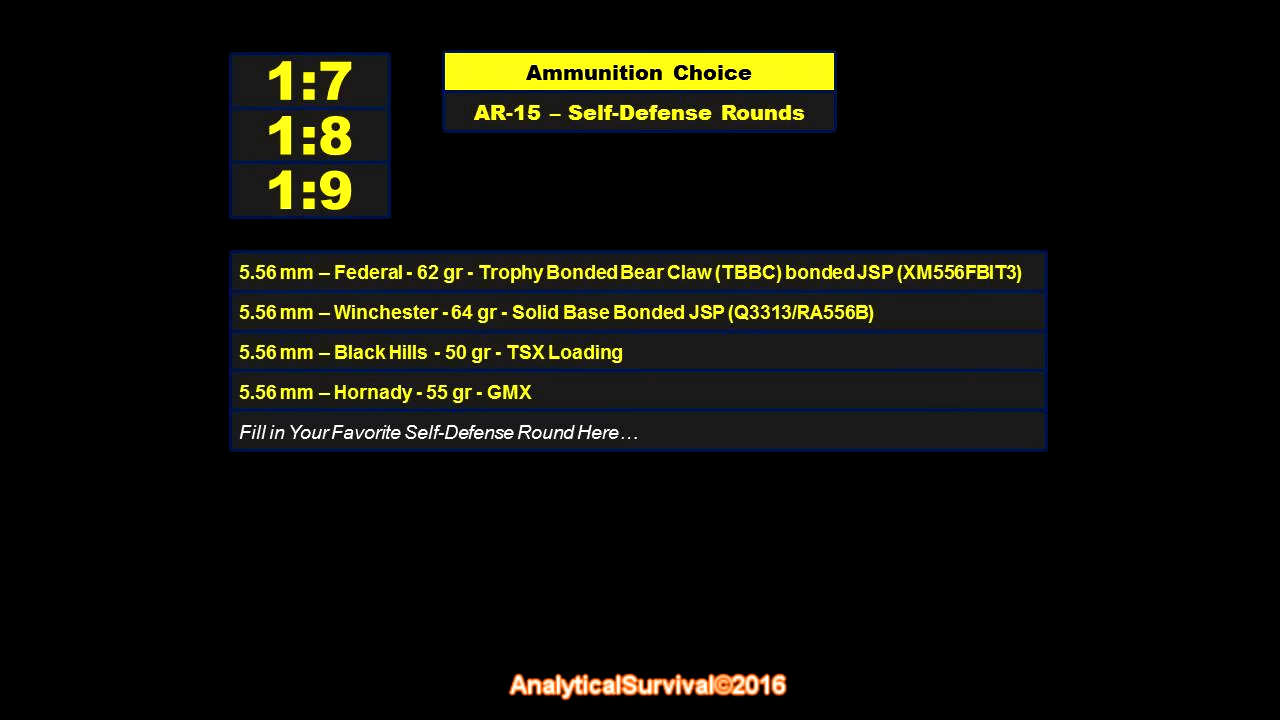 1:7
1:8
1:9
Ammunition Choice
AR-15 – Self-Defense Rounds
5.56 mm – Federal - 62 gr - Trophy Bonded Bear Claw (TBBC) bonded JSP (XM556FBIT3)
5.56 mm – Winchester - 64 gr - Solid Base Bonded JSP (Q3313/RA556B)
5.56 mm – Black Hills - 50 gr - TSX Loading
5.56 mm – Hornady - 55 gr - GMX
Fill in Your Favorite Self-Defense Round Here…
AnalyticalSurvival©2016